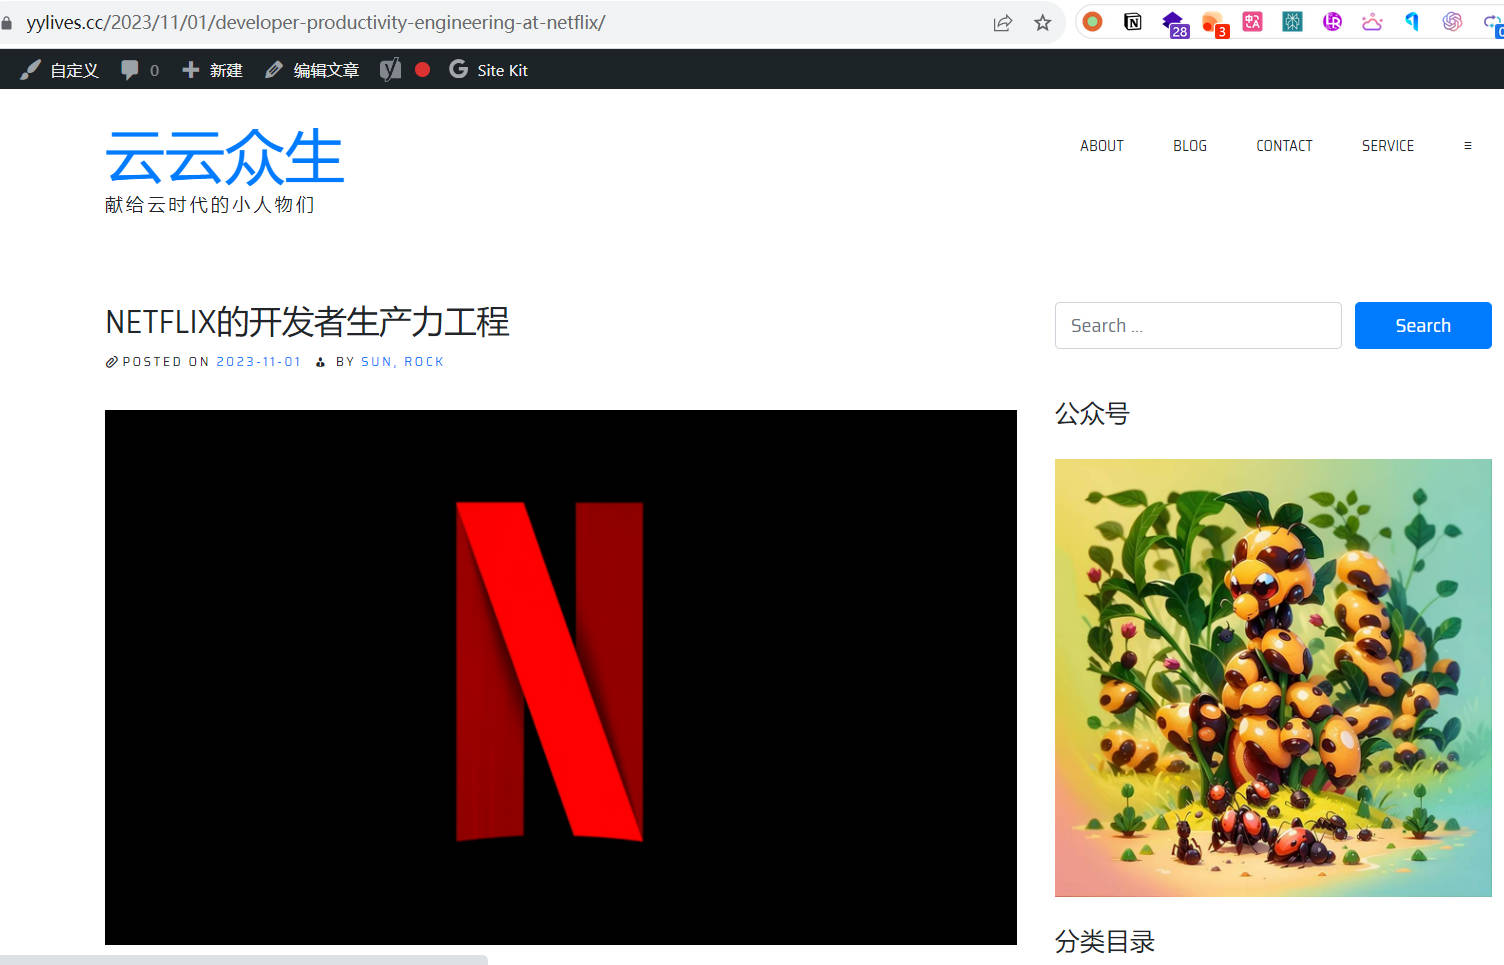 yylives.cc/2023/11/01/developer-productivity-engineering-at-netflix/
28
3
自定义
0
新建
编辑文章
Site Kit
云云众生
献给云时代的小人物们
ABOUT
BLOG
CONTACT
SERVICE
NETFLIX的开发者生产力工程
POSTED ON 2023-11-01 BY SUN, ROCK
Search ...
Search
公众号
分类目录